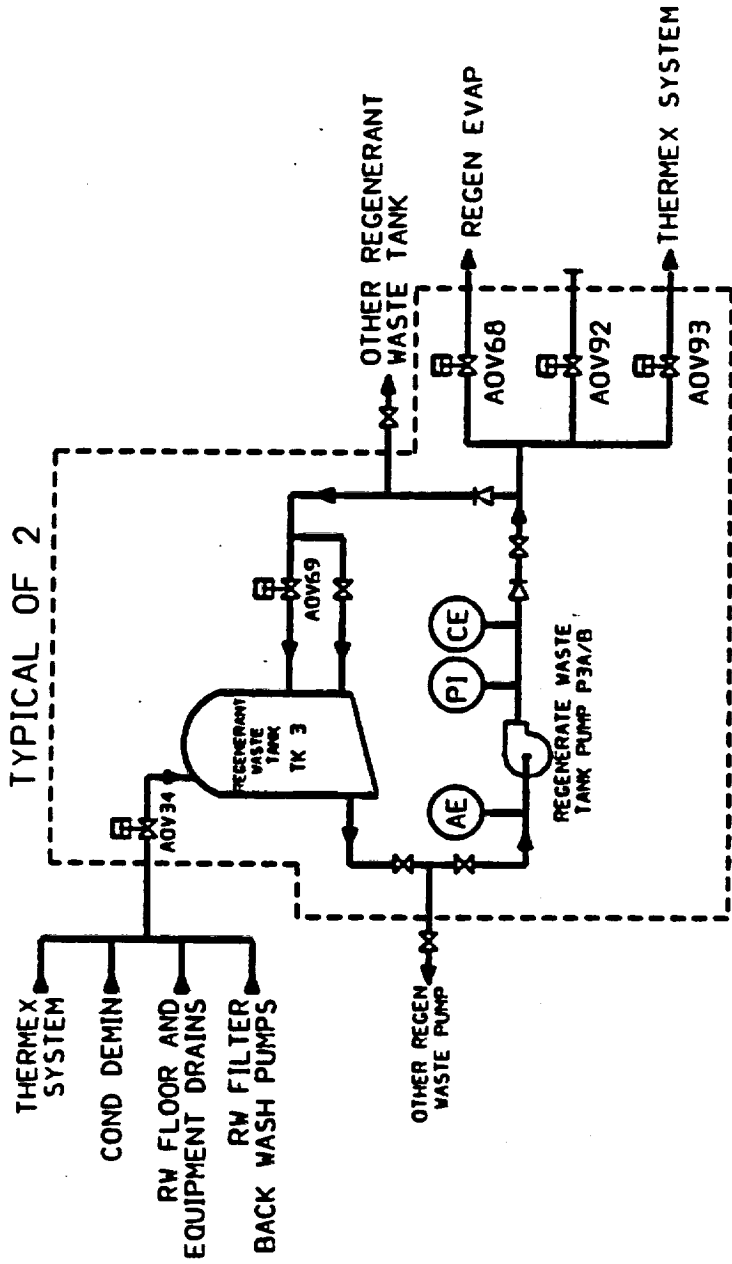 TYPICAL OF 2
THERMEX
SYSTEM
COND DEMIN
RW FLOOR AND
EQUIPMENT DRAINS
RW FILTER
BACK WASH PUMPS
AOV34
REGENERANT
WASTE
TANK
TK 3
AOV69
OTHER REGENERANT
WASTE TANK
OTHER REGEN
WASTE PUMP
AE
PI
CE
REGENERATE WASTE
TANK PUMP P3A/B
AOV68
REGEN EVAP
AOV92
AOV93
THERMEX SYSTEM